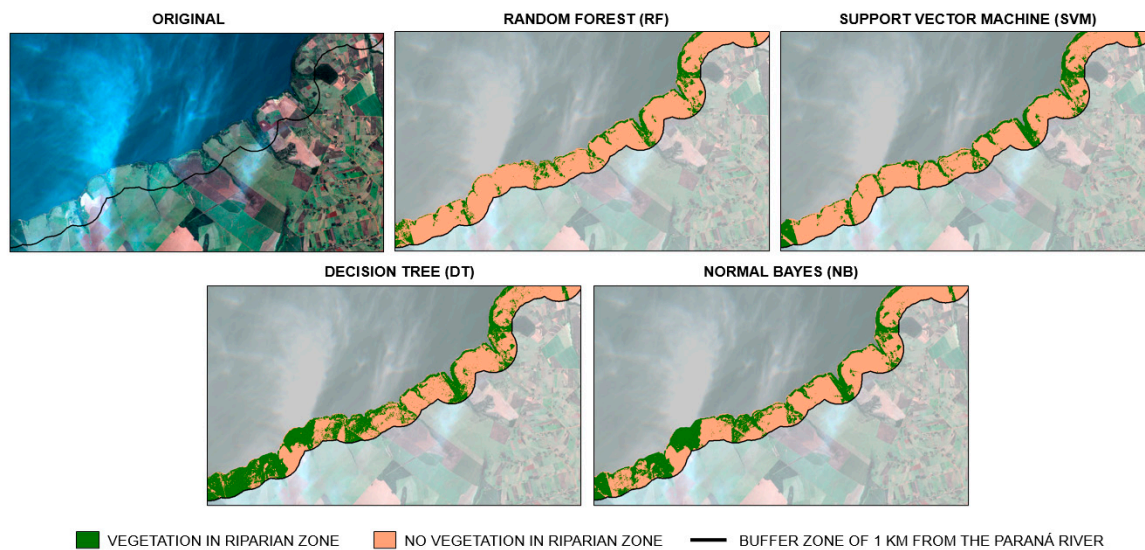 ORIGINAL
RANDOM FOREST (RF)
SUPPORT VECTOR MACHINE (SVM)
DECISION TREE (DT)
NORMAL BAYES (NB)
VEGETATION IN RIPARIAN ZONE
NO VEGETATION IN RIPARIAN ZONE
BUFFER ZONE OF 1 KM FROM THE PARANÁ RIVER